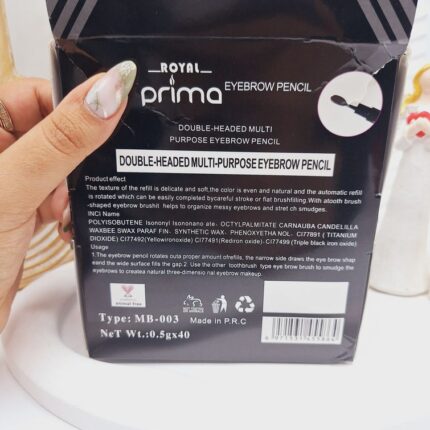 ROYAL
prima EYEBROW PENCIL
DOUBLE-HEADED MULTI
PURPOSE EYEBROW PENCIL
DOUBLE-HEADED MULTI-PURPOSE EYEBROW PENCIL
Product effect
The texture of the refill is delicate and soft,the color is even and natural and the automatic refill
is rotated which can be easily completed bycareful stroke or flat brushfilling.With atooth brush
-shaped eyebrow brushit helps to organize messy eyebrows and stret ch smudges.
INCI Name
POLYISOBUTENE Isononyl Isononano ate- OCTYLPALMITATE CARNAUBA CANDELILLA
WAXBEE SWAX PARAF FIN- SYNTHETIC WAX- PHENOXYETHA NOL- CI77891 ( TITANIUM
DIOXIDE) CI77492(Yellowironoxide) CI77491(Rediron oxide)-CI77499 (Triple black iron oxide)
Usage
1.The eyebrow pencel rotates outa proper amount ofrefills, the narrow side draws the eye brow shap
send the wide surface fills the gap.2. Use the other toothbrush type eye brow brush to smudge the
eyebrows to creates natural three-dimensio nal eyebrow makeup.
animal free
Type: MB-003
Made in P.R.C
NeT Wt.:0.5gx40